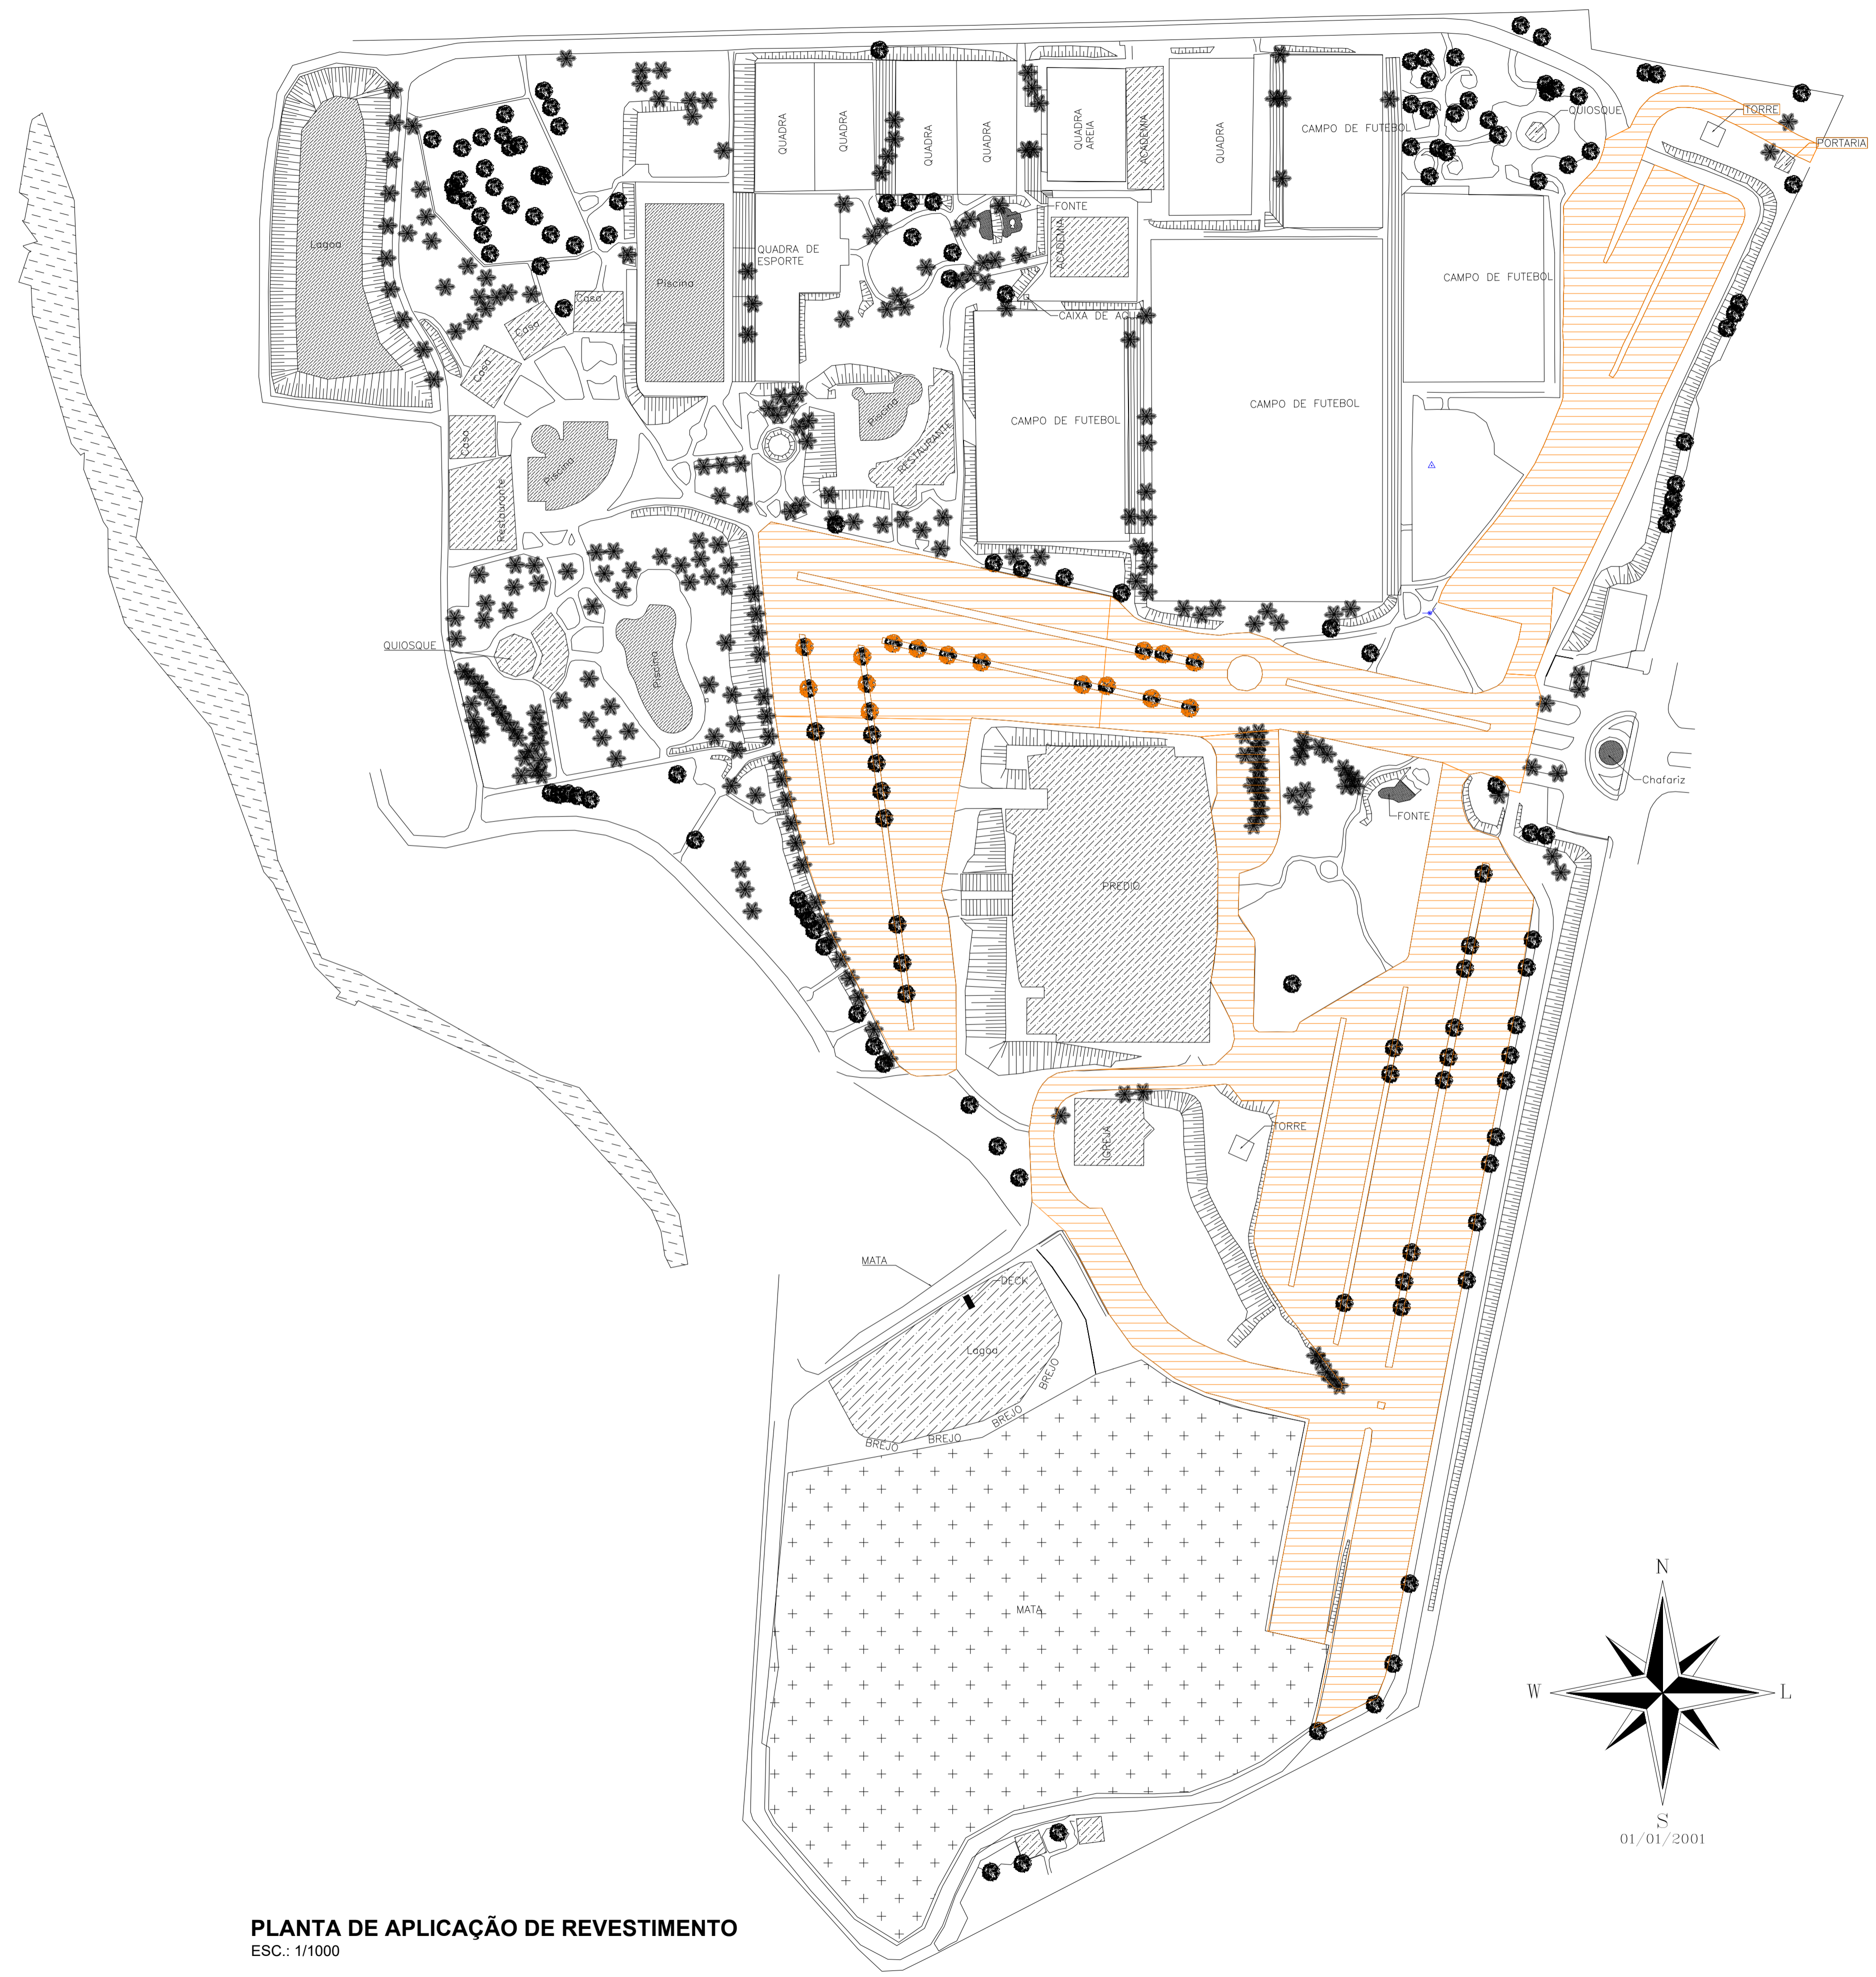 QUADRA
QUADRA
QUADRA
QUADRA
QUADRA
AREIA
ACADEMIA
QUADRA
CAMPO DE FUTEBOL
QUIOSQUE
TORRE
PORTARIA
Lagoa
Piscina
QUADRA DE
ESPORTE
FONTE
ACADEMIA
CAMPO DE FUTEBOL
Casa
Casa
CAIXA DE AGUA
Casa
Piscina
CAMPO DE FUTEBOL
CAMPO DE FUTEBOL
Casa
RESTAURANTE
Piscina
Restaurante
QUIOSQUE
Piscina
Chafariz
FONTE
PREDIO
TORRE
IGREJA
MATA
DECK
Lagoa
BREJO
BREJO
BREJO
BREJO
MATA
N
W
L
S
01/01/2001
PLANTA DE APLICAÇÃO DE REVESTIMENTO
ESC.: 1/1000